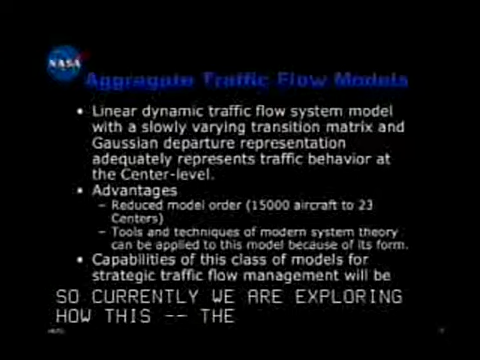 NASA
Aggregate Traffic Flow Models
• Linear dynamic traffic flow system model
with a slowly varying transition matrix and
Gaussian departure representation
adequately represents traffic behavior at
the Center-level.
• Advantages
– Reduced model order (15000 aircraft to 23
Centers)
– Tools and techniques of modern system theory
can be applied to this model because of its form.
• Capabilities of this class of models for
strategic traffic flow management will be
SO CURRENTLY WE ARE EXPLORING
HOW THIS -- THE